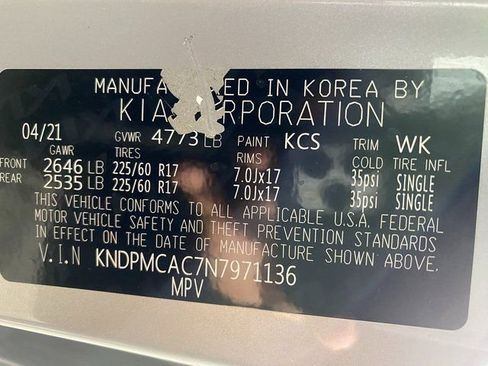 MANUFA ED IN KOREA BY
KIA RPORATION
04/21 GVWR 4773 LB PAINT KCS TRIM WK
GAWR TIRES RIMS COLD TIRE INFL
FRONT 2646 LB 225/60 R17 7.0Jx17 35psi SINGLE
REAR 2535 LB 225/60 R17 7.0Jx17 35psi SINGLE
THIS VEHICLE CONFORMS TO ALL APPLICABLE U.S.A. FEDERAL
MOTOR VEHICLE SAFETY AND THEFT PREVENTION STANDARDS
IN EFFECT ON THE DATE OF MANUFACTURE SHOWN ABOVE.
V.I.N KNDPMCAC7N7971136
MPV